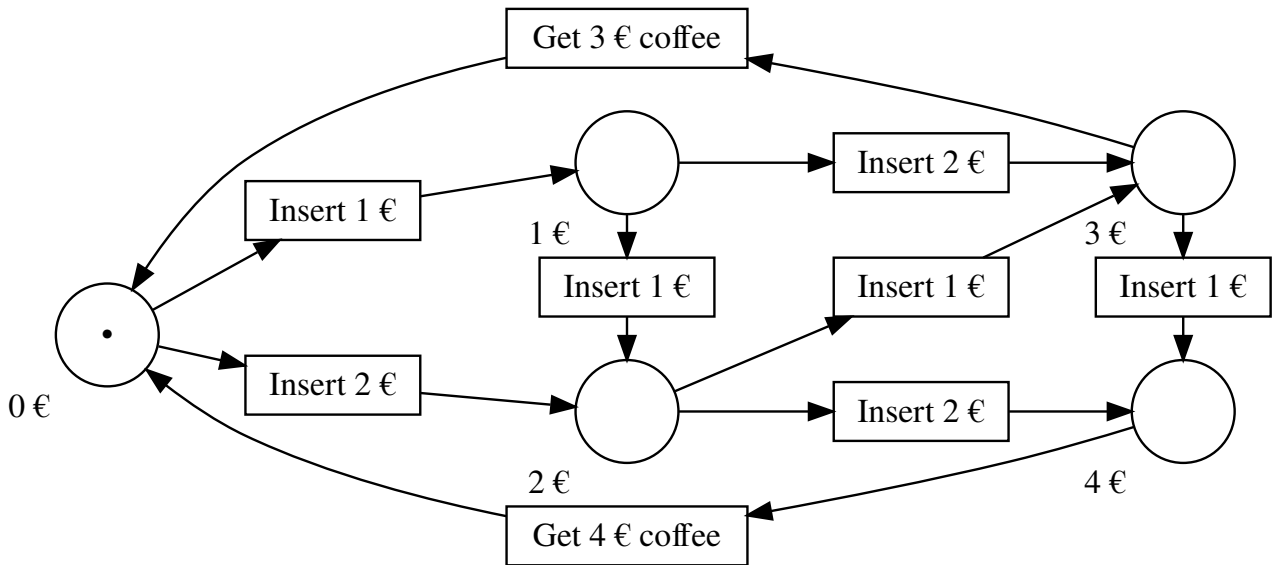 Get 3 € coffee
Insert 2 €
Insert 1 €
1 €
3 €
Insert 1 €
Insert 1 €
Insert 1 €
0 €
Insert 2 €
Insert 2 €
2 €
4 €
Get 4 € coffee